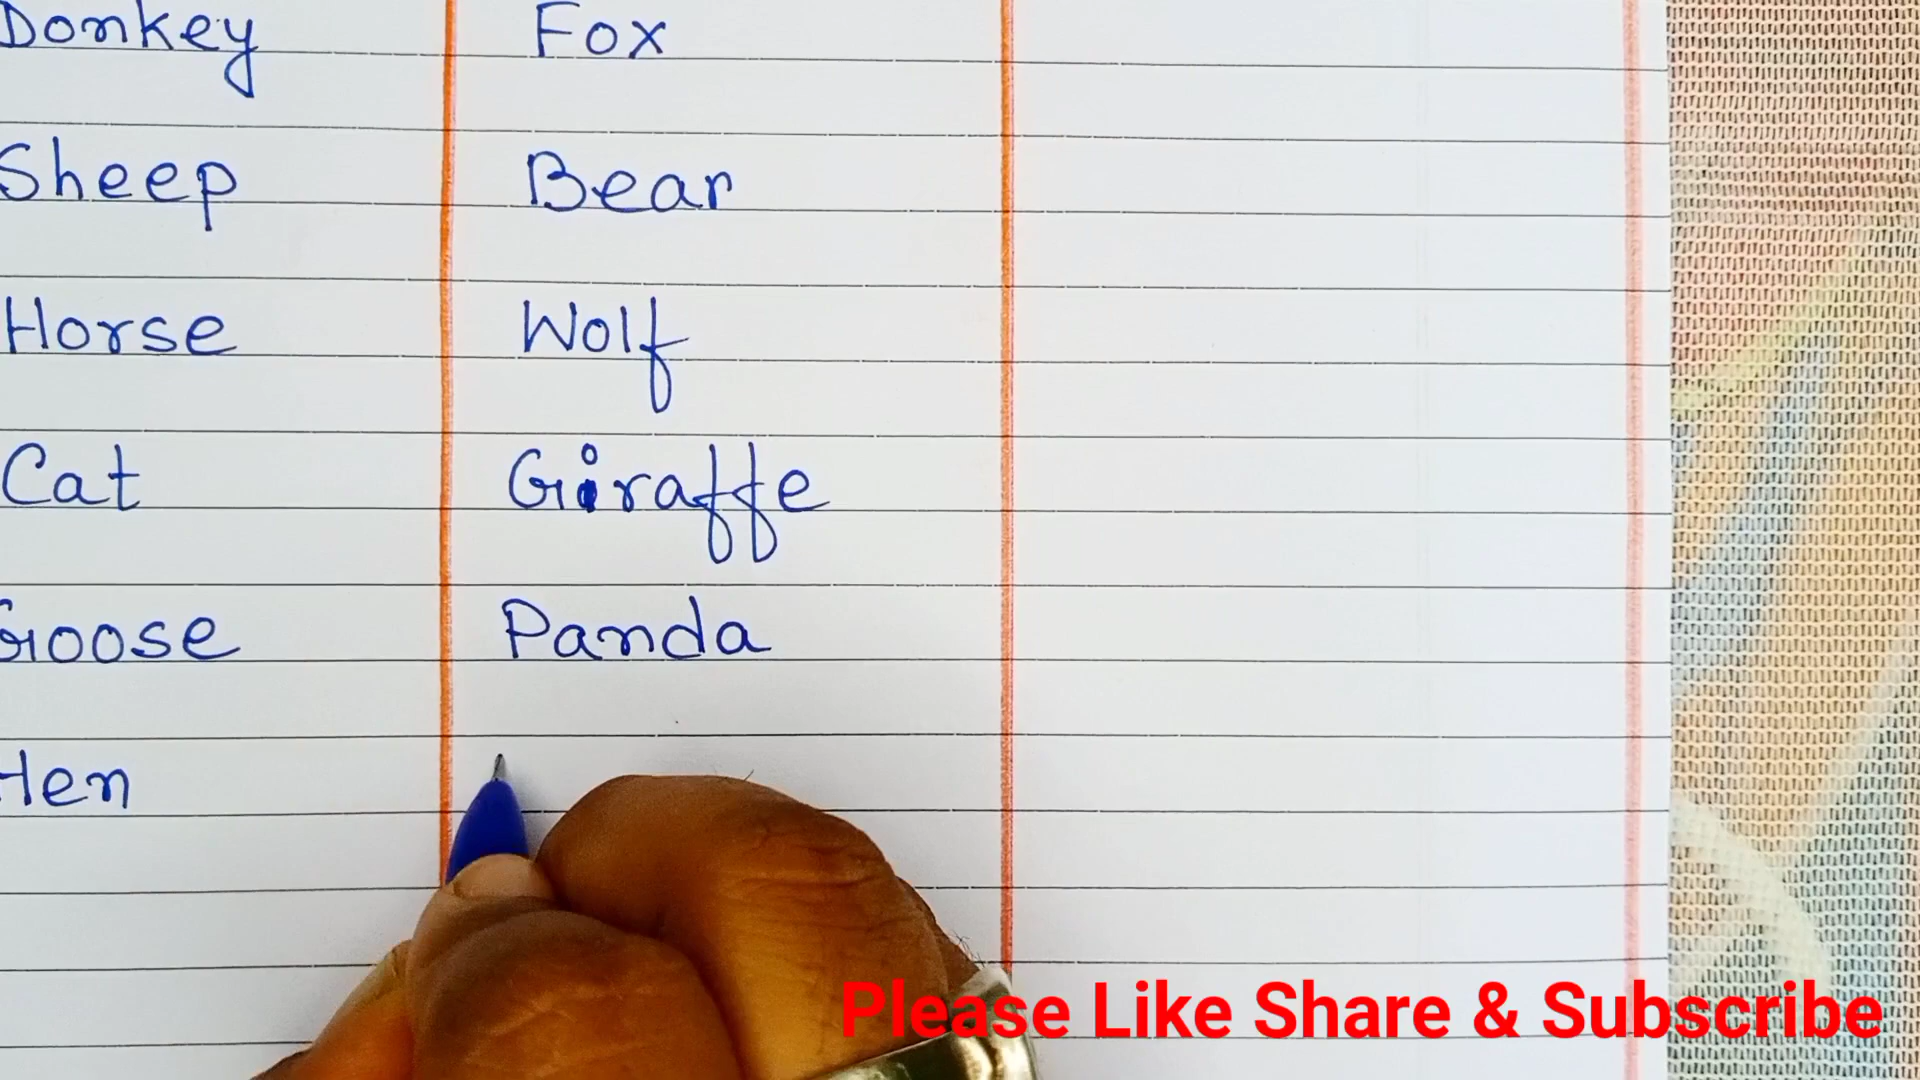 Donkey Fox
Sheep Bear
Horse Wolf
Cat Giraffe
Goose Panda
Hen
Please Like Share & Subscribe